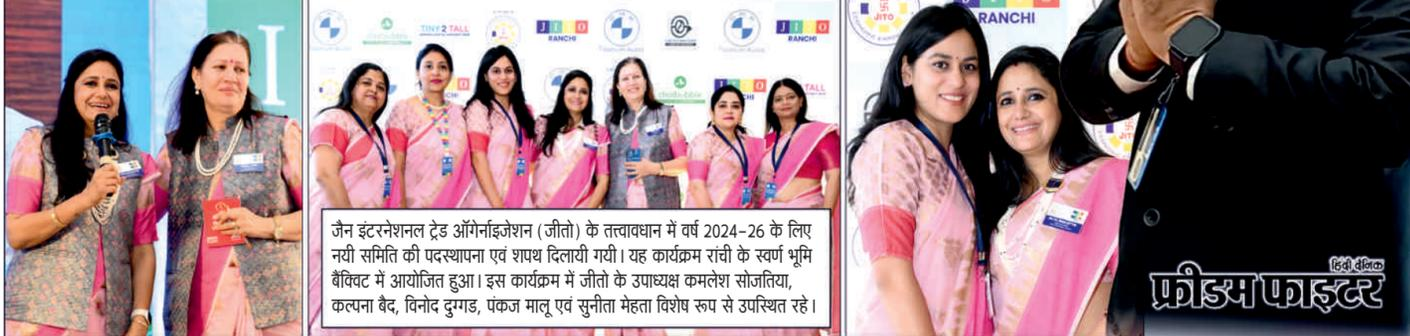 TINY 2 TALL
JITO
RANCHI
JITO
RANCHI
TALL
JITO
RANCHI
जैन इंटरनेशनल ट्रेड ऑगेर्नाइजेशन (जीतो) के तत्त्वावधान में वर्ष 2024-26 के लिए
नयी समिति की पदस्थापना एवं शपथ दिलायी गयी। यह कार्यक्रम रांची के स्वर्ण भूमि
बैंक्विट में आयोजित हुआ। इस कार्यक्रम में जीतो के उपाध्यक्ष कमलेश सोजतिया,
कल्पना बैद, विनोद दुग्गड, पंकज मालू एवं सुनीता मेहता विशेष रूप से उपस्थित रहे।
हिंदी दैनिक
फ्रीडम फाइटर